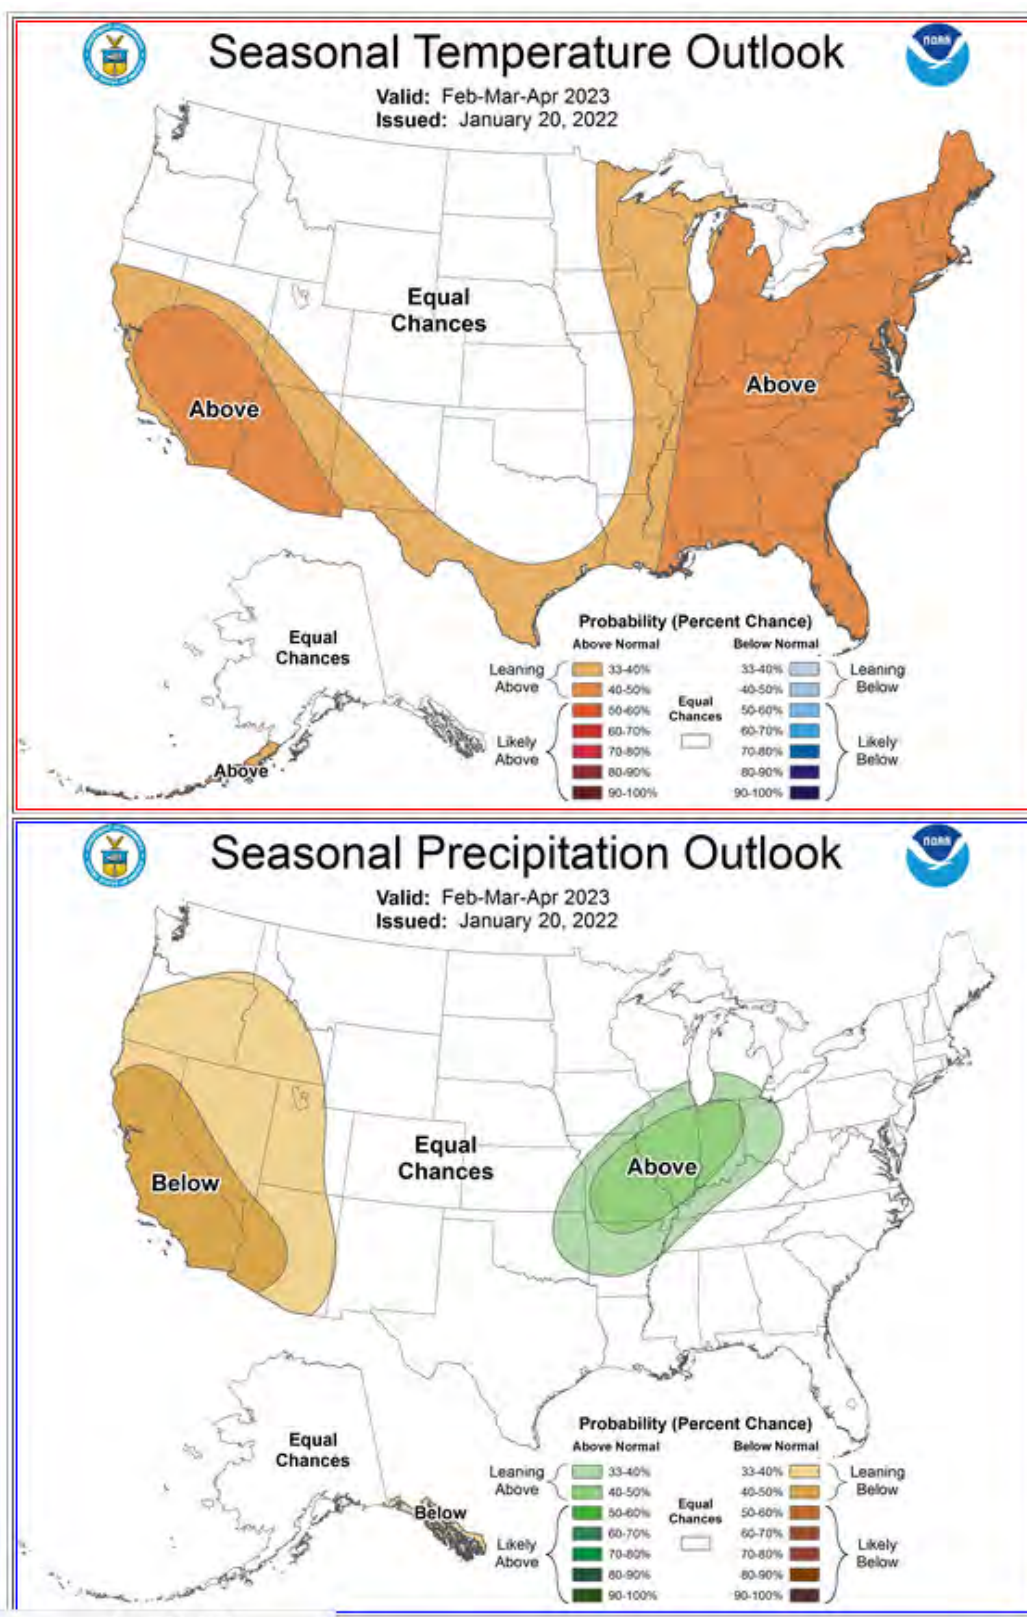 Seasonal Temperature Outlook
noaa
Valid: Feb-Mar-Apr 2023
Issued: January 20, 2022
Equal
Chances
Above
Above
Equal
Chances
Above
Probability (Percent Chance)
Above Normal
Below Normal
Leaning
Above
33-40%
40-50%
Likely
Above
50-60%
60-70%
70-80%
80-90%
90-100%
Equal
Chances
33-40%
40-50%
Leaning
Below
50-60%
60-70%
70-80%
80-90%
90-100%
Likely
Below
Seasonal Precipitation Outlook
noaa
Valid: Feb-Mar-Apr 2023
Issued: January 20, 2022
Equal
Chances
Above
Below
Equal
Chances
Below
Probability (Percent Chance)
Above Normal
Below Normal
Leaning
Above
33-40%
40-50%
Likely
Above
50-60%
60-70%
70-80%
80-90%
90-100%
Equal
Chances
33-40%
40-50%
Leaning
Below
50-60%
60-70%
70-80%
80-90%
90-100%
Likely
Below